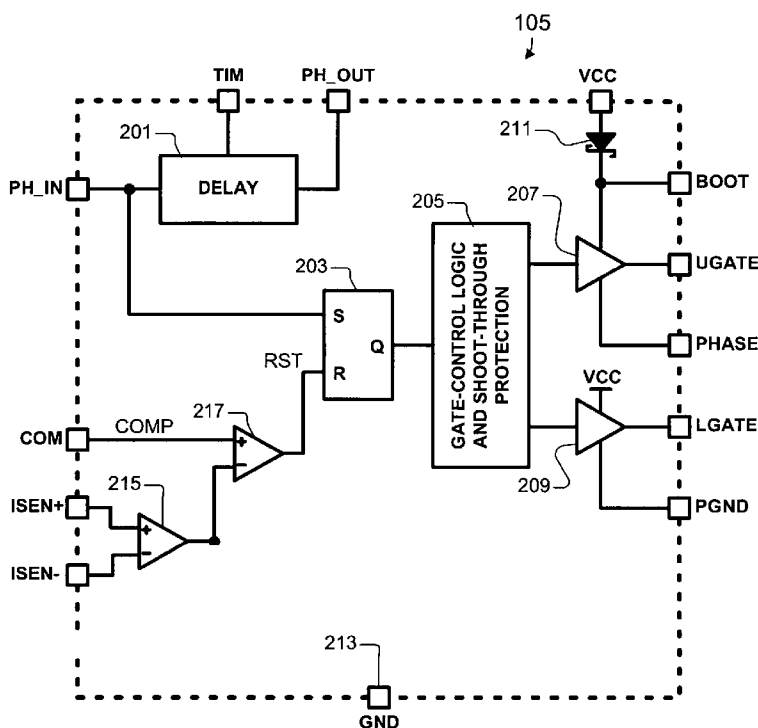 105
TIM
PH_OUT
VCC
201
211
DELAY
PH_IN
BOOT
205
207
203
UGATE
S
Q
R
GATE-CONTROL LOGIC
AND SHOOT-THROUGH
PROTECTION
PHASE
RST
VCC
217
COM
COMP
+
-
LGATE
209
ISEN+
215
+
-
PGND
ISEN-
213
GND